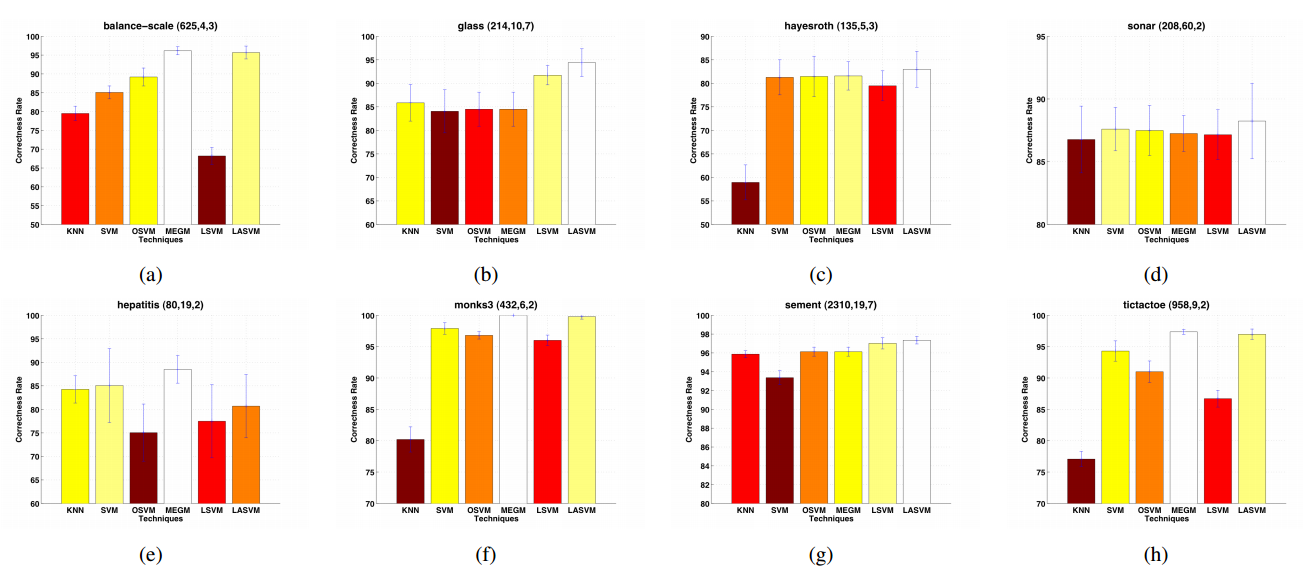 balance-scale (625,4,3)
Correctness Rate
100
95
90
85
80
75
70
65
60
55
50
KNN SVM OSVM MEGM LSVM LASVM
Techniques
(a)
glass (214,10,7)
Correctness Rate
100
95
90
85
80
75
70
65
60
KNN SVM OSVM MEGM LSVM LASVM
Techniques
(b)
hayesroth (135,5,3)
Correctness Rate
90
85
80
75
70
65
60
55
50
KNN SVM OSVM MEGM LSVM LASVM
Techniques
(c)
sonar (208,60,2)
Correctness Rate
95
90
85
80
KNN SVM OSVM MEGM LSVM LASVM
Techniques
(d)
hepatitis (80,19,2)
Correctness Rate
100
95
90
85
80
75
70
65
60
KNN SVM OSVM MEGM LSVM LASVM
Techniques
(e)
monks3 (432,6,2)
Correctness Rate
100
95
90
85
80
75
70
KNN SVM OSVM MEGM LSVM LASVM
Techniques
(f)
sement (2310,19,7)
Correctness Rate
100
98
96
94
92
90
88
86
84
82
80
KNN SVM OSVM MEGM LSVM LASVM
Techniques
(g)
tictactoe (958,9,2)
Correctness Rate
100
95
90
85
80
75
70
KNN SVM OSVM MEGM LSVM LASVM
Techniques
(h)